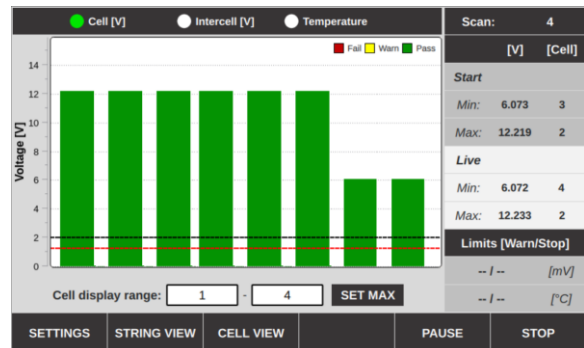 Cell [V] Intercell [V] Temperature
Fail Warn Pass
Voltage [V]
14
12
10
8
6
4
2
0
Cell display range: 1 - 4 SET MAX
Scan: 4
[V] [Cell]
Start
Min: 6.073 3
Max: 12.219 2
Live
Min: 6.072 4
Max: 12.233 2
Limits [Warn/Stop]
-- / -- [mV]
-- / -- [°C]
SETTINGS STRING VIEW CELL VIEW PAUSE STOP